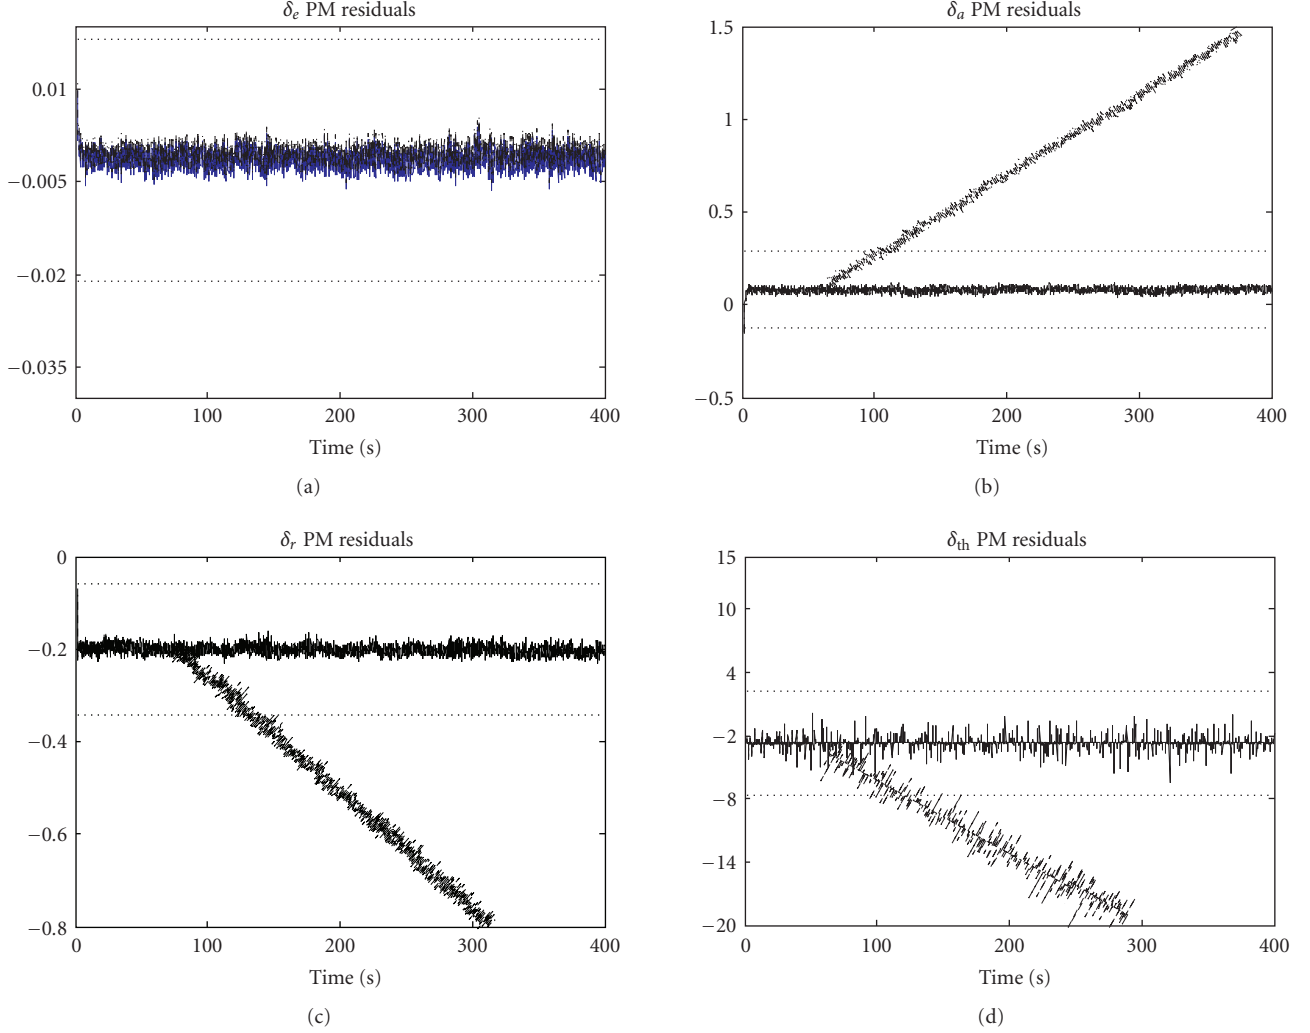 δe PM residuals
0.01
−0.005
−0.02
−0.035
0 100 200 300 400
Time (s)
(a)
δa PM residuals
1.5
1
0.5
0
−0.5
0 100 200 300 400
Time (s)
(b)
δr PM residuals
0
−0.2
−0.4
−0.6
−0.8
0 100 200 300 400
Time (s)
(c)
δth PM residuals
15
10
4
−2
−8
−14
−20
0 100 200 300 400
Time (s)
(d)